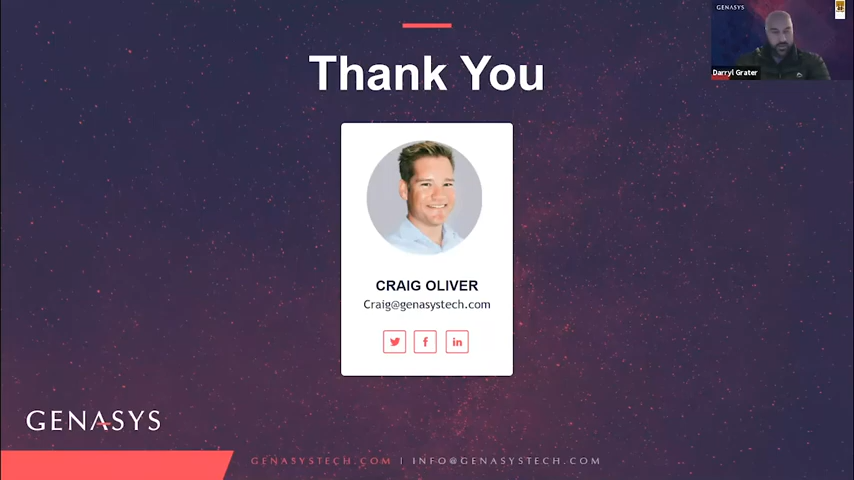 GENASYS
Darryl Grater
Thank You
CRAIG OLIVER
Craig@genasystech.com
GENASYS
GENASYSTECH.COM | INFO@GENASYSTECH.COM